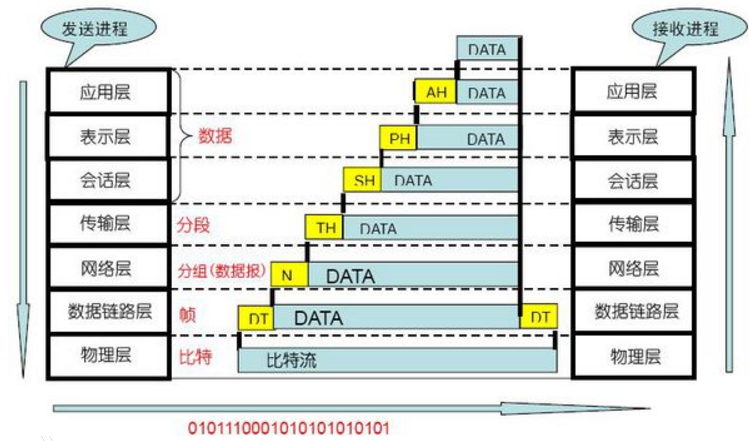 发送进程
接收进程
DATA
应用层
AH
DATA
应用层
表示层
数据
PH
DATA
表示层
会话层
SH
DATA
会话层
传输层
分段
TH
DATA
传输层
网络层
分组(数据报)
N
DATA
网络层
数据链路层
帧
DT
DATA
DT
数据链路层
物理层
比特
比特流
物理层
0101110001010101010101